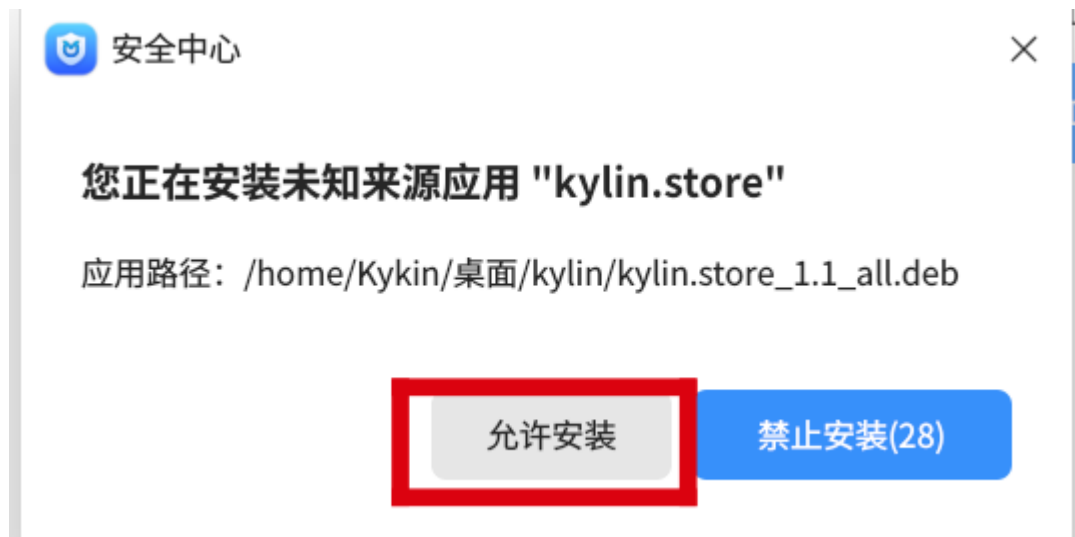 安全中心
您正在安装未知来源应用 "kylin.store"
应用路径：/home/Kykin/桌面/kylin/kylin.store_1.1_all.deb
允许安装
禁止安装(28)